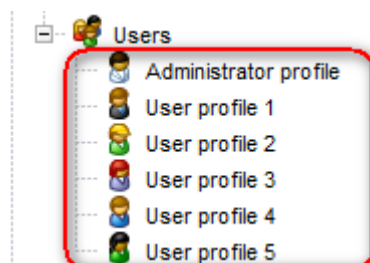 Users
Administrator profile
User profile 1
User profile 2
User profile 3
User profile 4
User profile 5